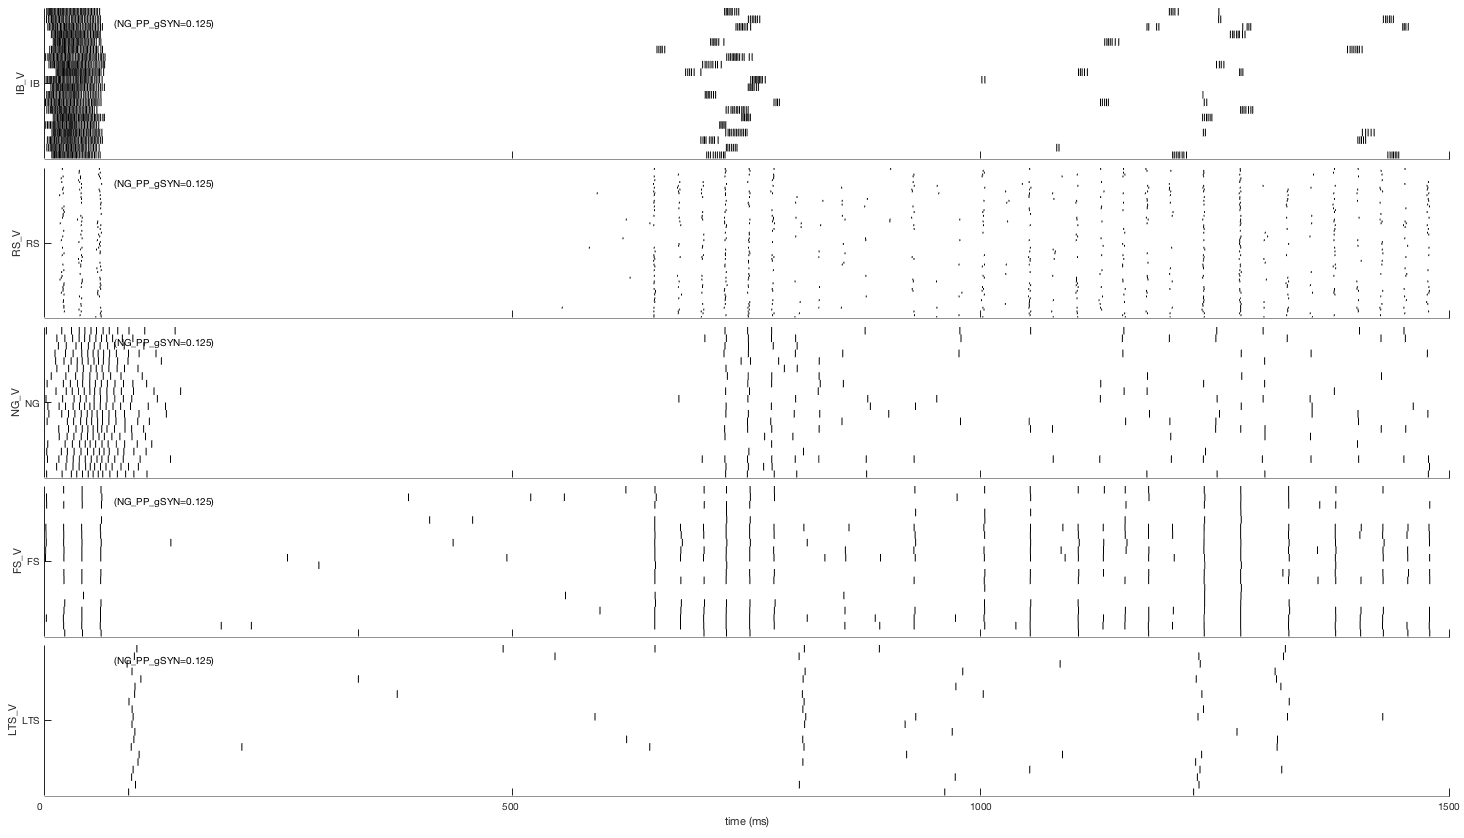 (NG_PP_gSYN=0.125)
IB_V
IB
(NG_PP_gSYN=0.125)
RS_V
RS
(NG_PP_gSYN=0.125)
NG_V
NG
(NG_PP_gSYN=0.125)
FS_V
FS
(NG_PP_gSYN=0.125)
LTS_V
LTS
0 500 1000 1500
time (ms)